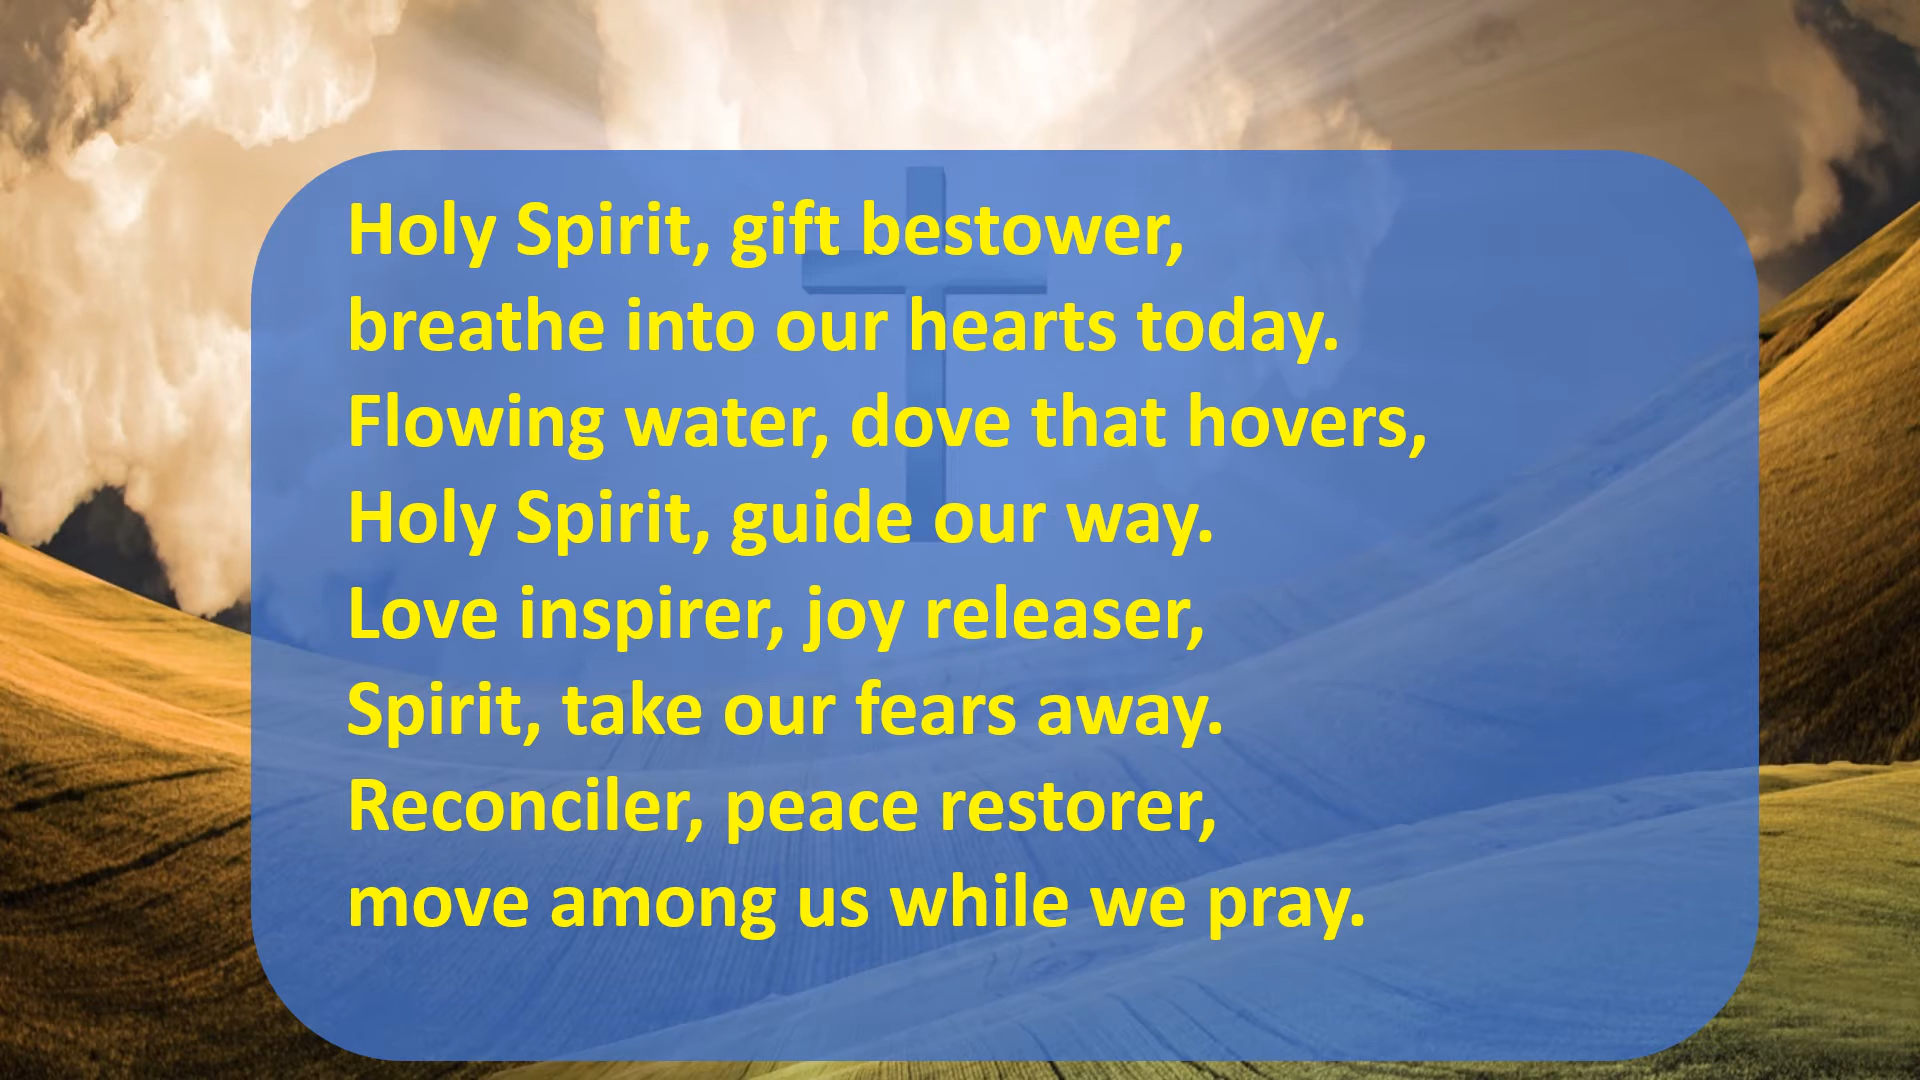 Holy Spirit, gift bestower,
breathe into our hearts today.
Flowing water, dove that hovers,
Holy Spirit, guide our way.
Love inspirer, joy releaser,
Spirit, take our fears away.
Reconciler, peace restorer,
move among us while we pray.